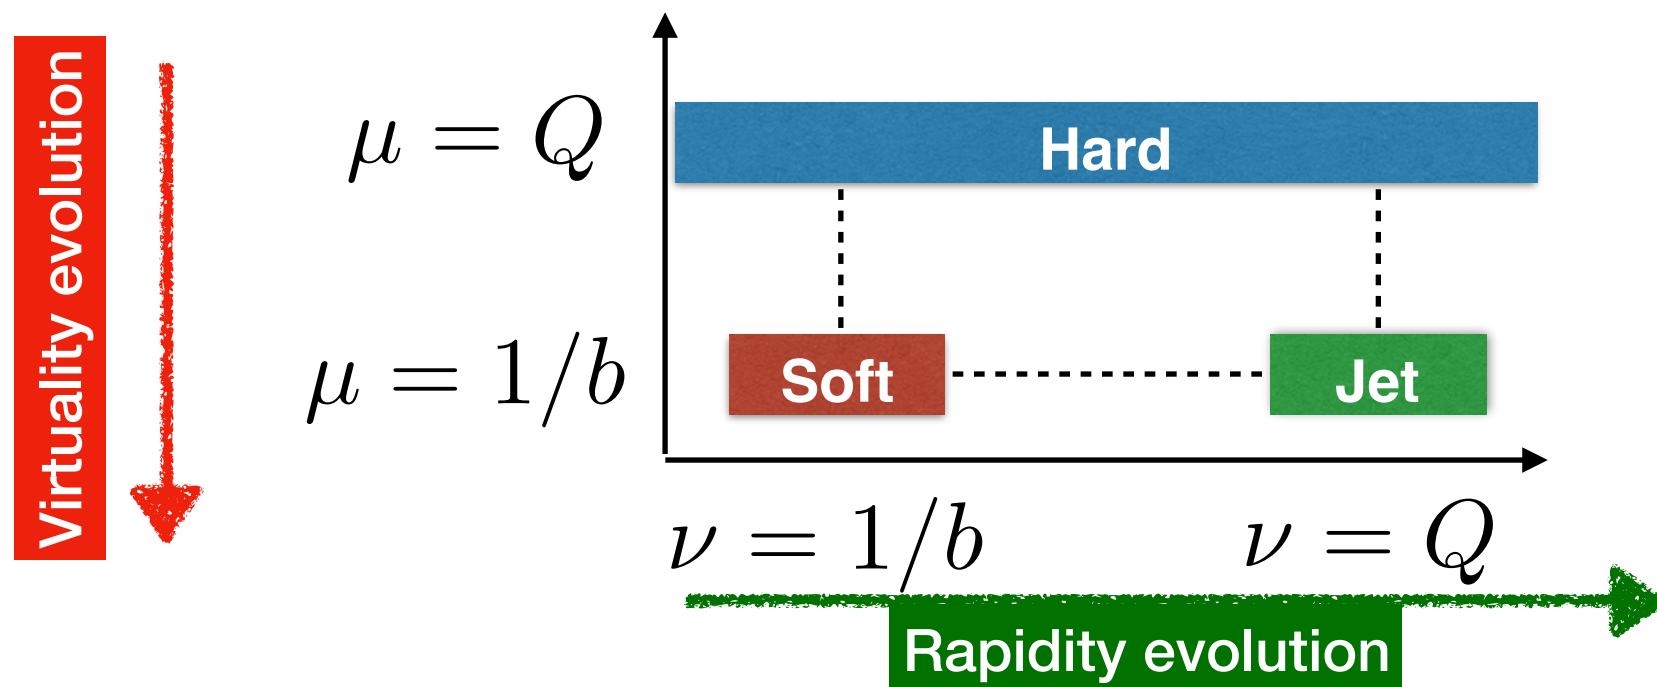 Virtuality evolution
μ = Q
Hard
μ = 1/b
Soft
Jet
ν = 1/b
ν = Q
Rapidity evolution